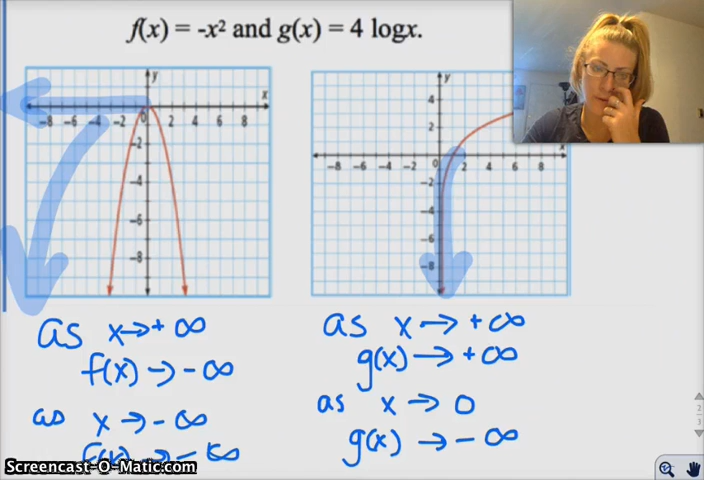 f(x) = -x² and g(x) = 4 logx.
y
x
-8 -6 -4 -2 0 2 4 6 8
-2
-4
-6
-8
y
4
2
x
-8 -6 -4 -2 0 2 4 6 8
-2
-4
-6
-8
as x → + ∞
f(x) → - ∞
as x → - ∞
f(x) → - ∞
as x → + ∞
g(x) → + ∞
as x → 0
g(x) → - ∞
Screencast-O-Matic.com